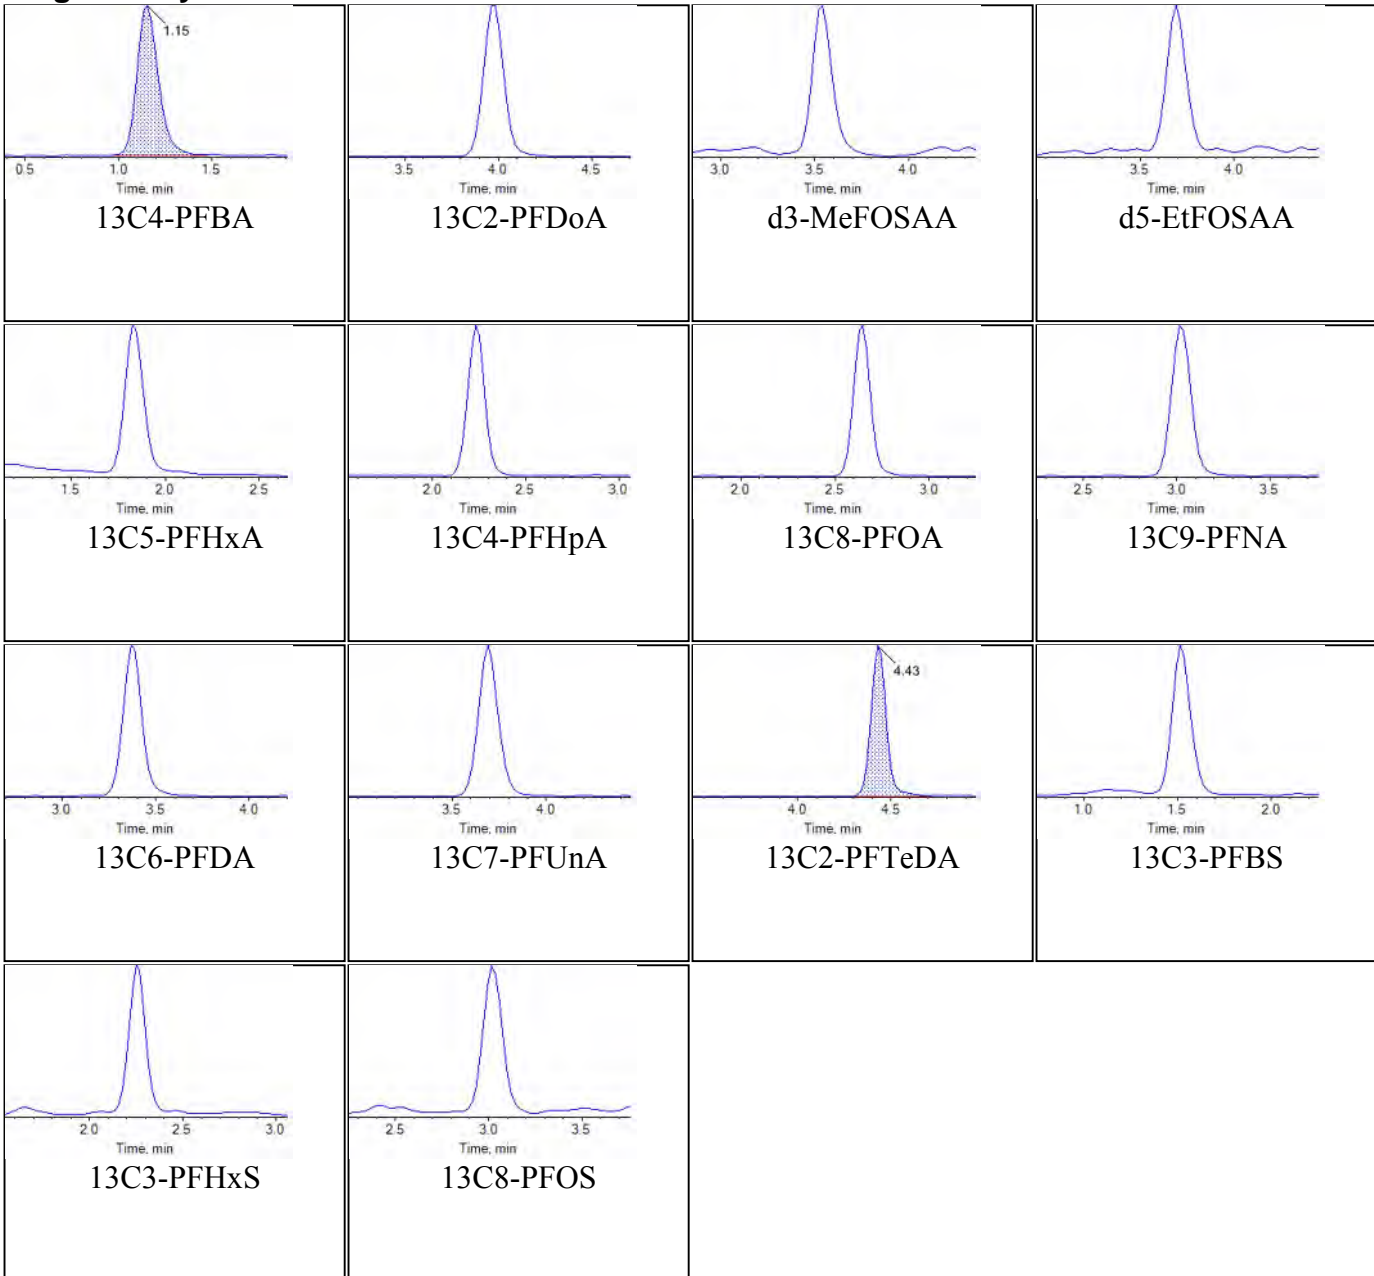 1.15
0.5 1.0 1.5
Time, min
13C4-PFBA
3.5 4.0 4.5
Time, min
13C2-PFDoA
3.0 3.5 4.0
Time, min
d3-MeFOSAA
3.5 4.0
Time, min
d5-EtFOSAA
1.5 2.0 2.5
Time, min
13C5-PFHxA
2.0 2.5 3.0
Time, min
13C4-PFHpA
2.0 2.5 3.0
Time, min
13C8-PFOA
2.5 3.0 3.5
Time, min
13C9-PFNA
3.0 3.5 4.0
Time, min
13C6-PFDA
3.5 4.0
Time, min
13C7-PFUnA
4.43
4.0 4.5
Time, min
13C2-PFTeDA
1.0 1.5 2.0
Time, min
13C3-PFBS
2.0 2.5 3.0
Time, min
13C3-PFHxS
2.5 3.0 3.5
Time, min
13C8-PFOS